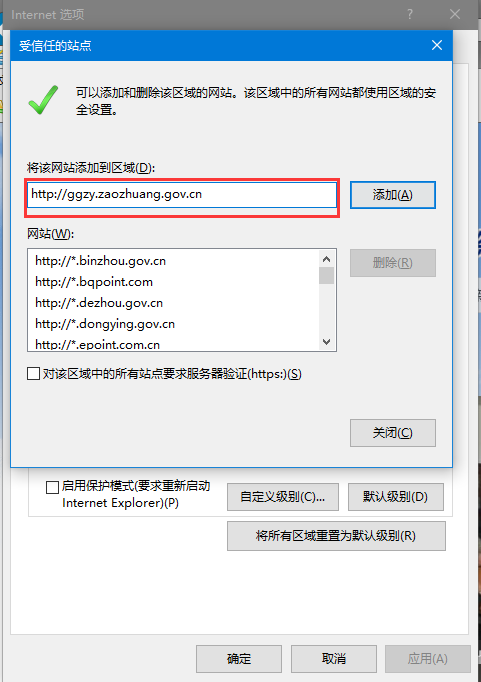 Internet 选项
受信任的站点
可以添加和删除该区域的网站。该区域中的所有网站都使用区域的安
全设置。
将该网站添加到区域(D):
http://ggzy.zaozhuang.gov.cn
添加(A)
网站(W):
http://*.binzhou.gov.cn
http://*.bqpoint.com
http://*.dezhou.gov.cn
http://*.dongying.gov.cn
http://*.epoint.com.cn
删除(R)
对该区域中的所有站点要求服务器验证(https:)(S)
关闭(C)
启用保护模式(要求重新启动
Internet Explorer)(P)
自定义级别(C)...
默认级别(D)
将所有区域重置为默认级别(R)
确定
取消
应用(A)